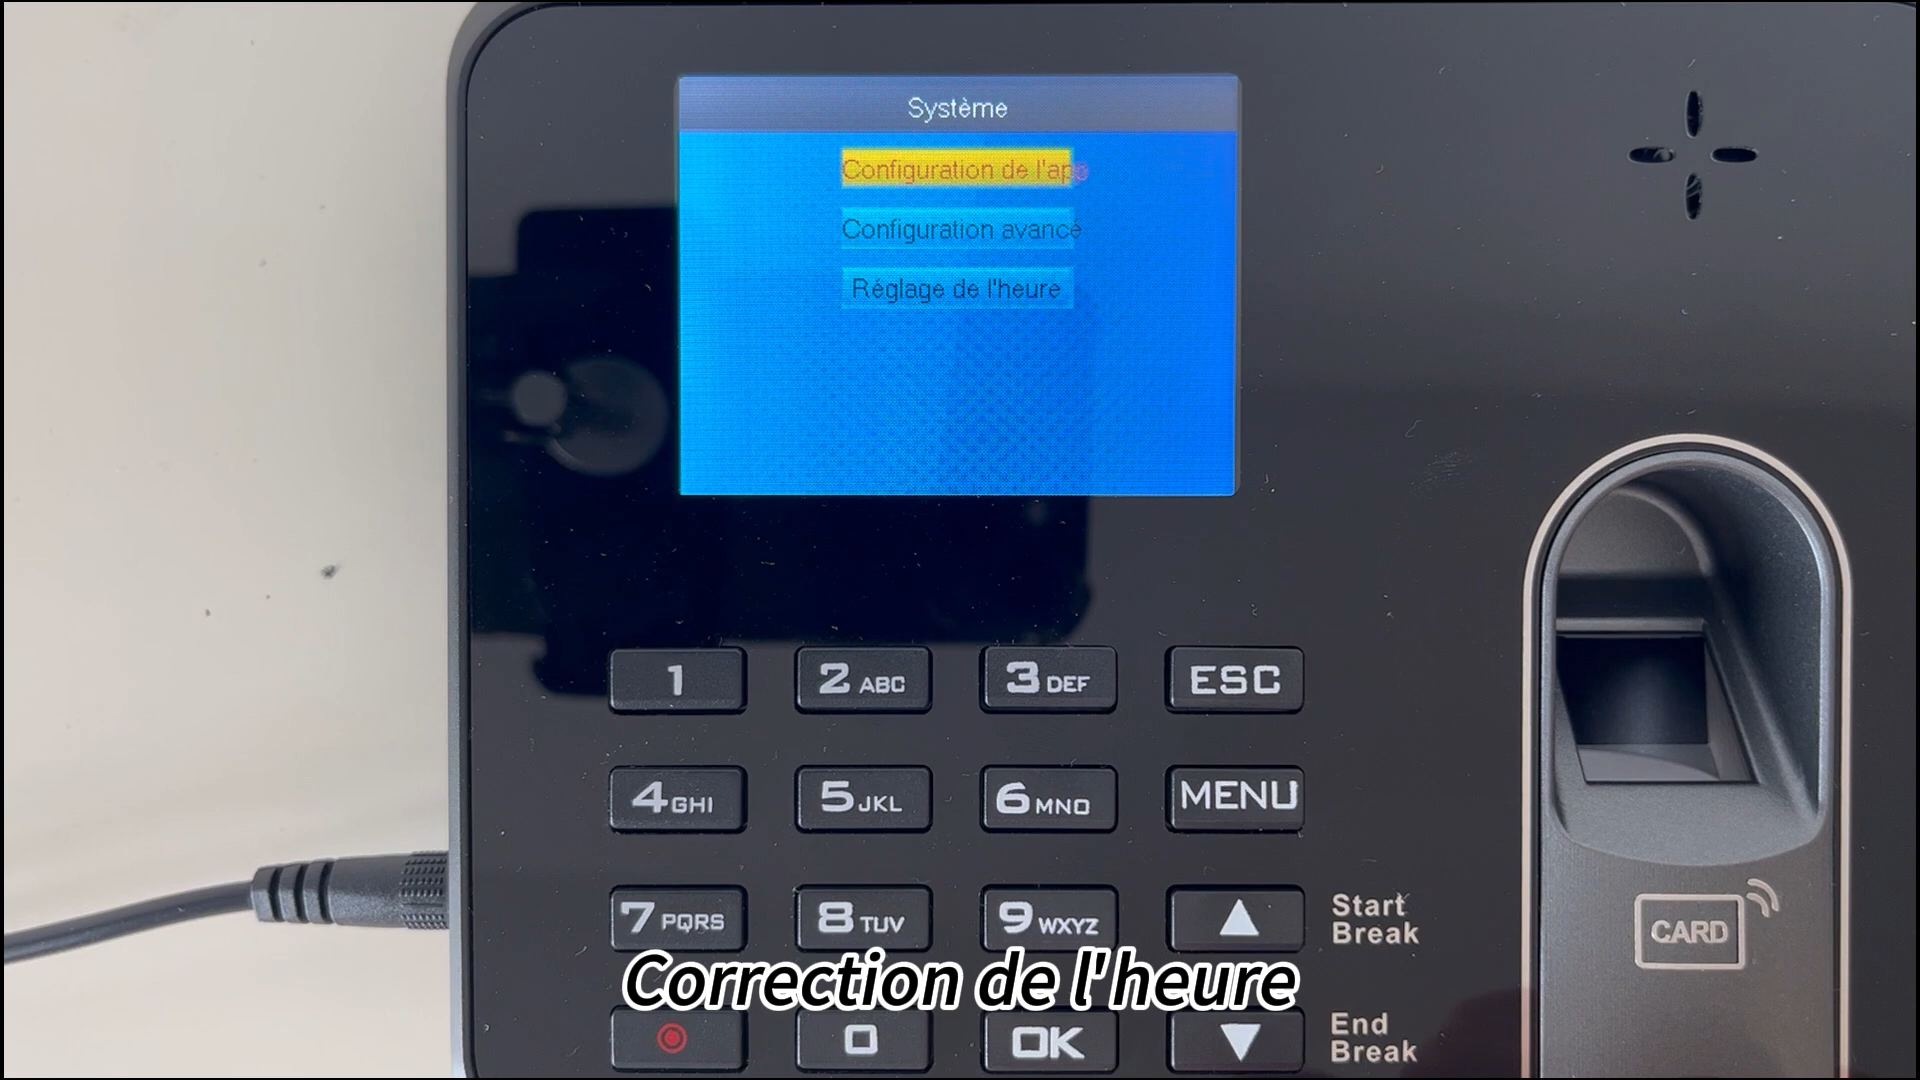 Système
Configuration de l'app
Configuration avancé
Réglage de l'heure
1
2 ABC
3 DEF
ESC
4 GHI
5 JKL
6 MNO
MENU
7 PQRS
8 TUV
9 WXYZ
Start
Break
CARD
Correction de l'heure
0
OK
End
Break